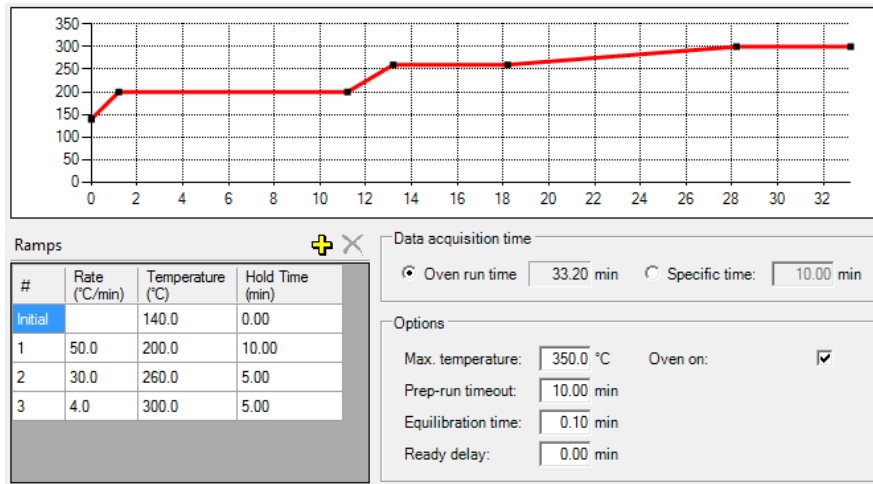 350
300
250
200
150
100
50
0
0 2 4 6 8 10 12 14 16 18 20 22 24 26 28 30 32
Ramps
# Rate (°C/min) Temperature (°C) Hold Time (min)
Initial 140.0 0.00
1 50.0 200.0 10.00
2 30.0 260.0 5.00
3 4.0 300.0 5.00
Data acquisition time
Oven run time 33.20 min Specific time: 10.00 min
Options
Max. temperature: 350.0 °C Oven on:
Prep-run timeout: 10.00 min
Equilibration time: 0.10 min
Ready delay: 0.00 min